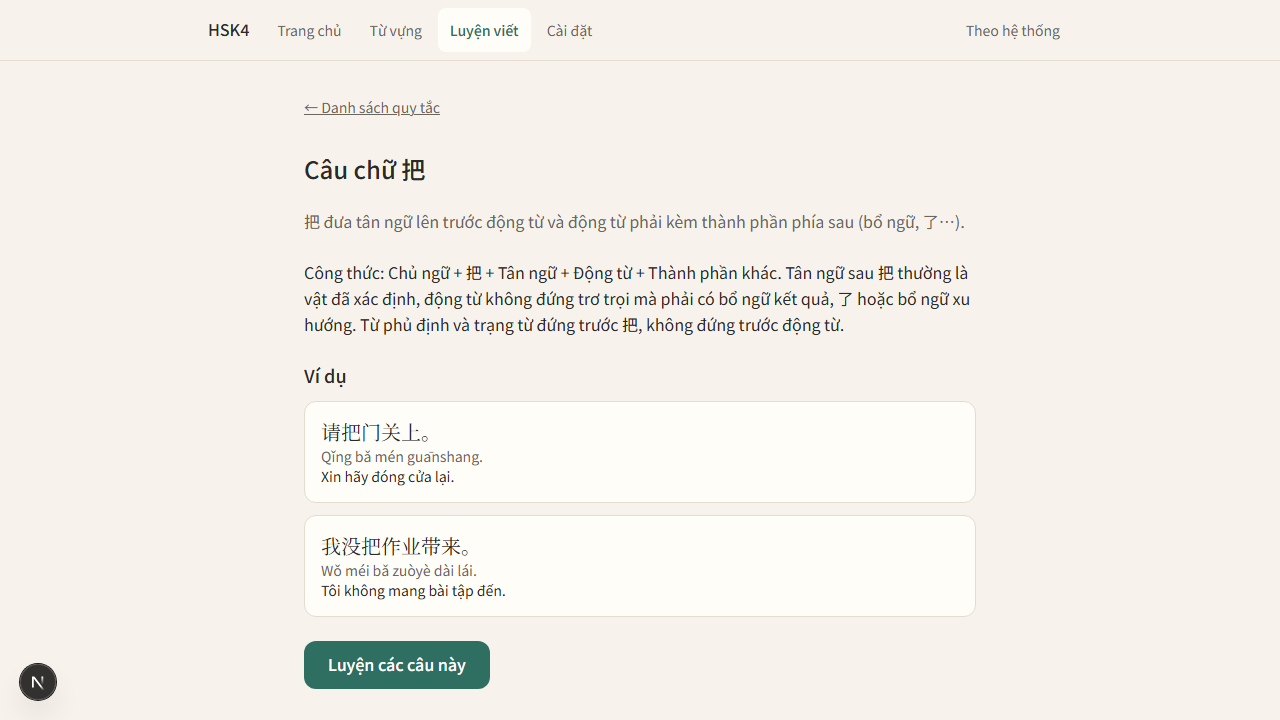 HSK4
Trang chủ
Từ vựng
Luyện viết
Cài đặt
Theo hệ thống
← Danh sách quy tắc
Câu chữ 把
把 đưa tân ngữ lên trước động từ và động từ phải kèm thành phần phía sau (bổ ngữ, 了…).
Công thức: Chủ ngữ + 把 + Tân ngữ + Động từ + Thành phần khác. Tân ngữ sau 把 thường là
vật đã xác định, động từ không đứng trơ trọi mà phải có bổ ngữ kết quả, 了 hoặc bổ ngữ xu
hướng. Từ phủ định và trạng từ đứng trước 把, không đứng trước động từ.
Ví dụ
请把门关上。
Qǐng bǎ mén guānshang.
Xin hãy đóng cửa lại.
我没把作业带来。
Wǒ méi bǎ zuòyè dài lái.
Tôi không mang bài tập đến.
Luyện các câu này
N